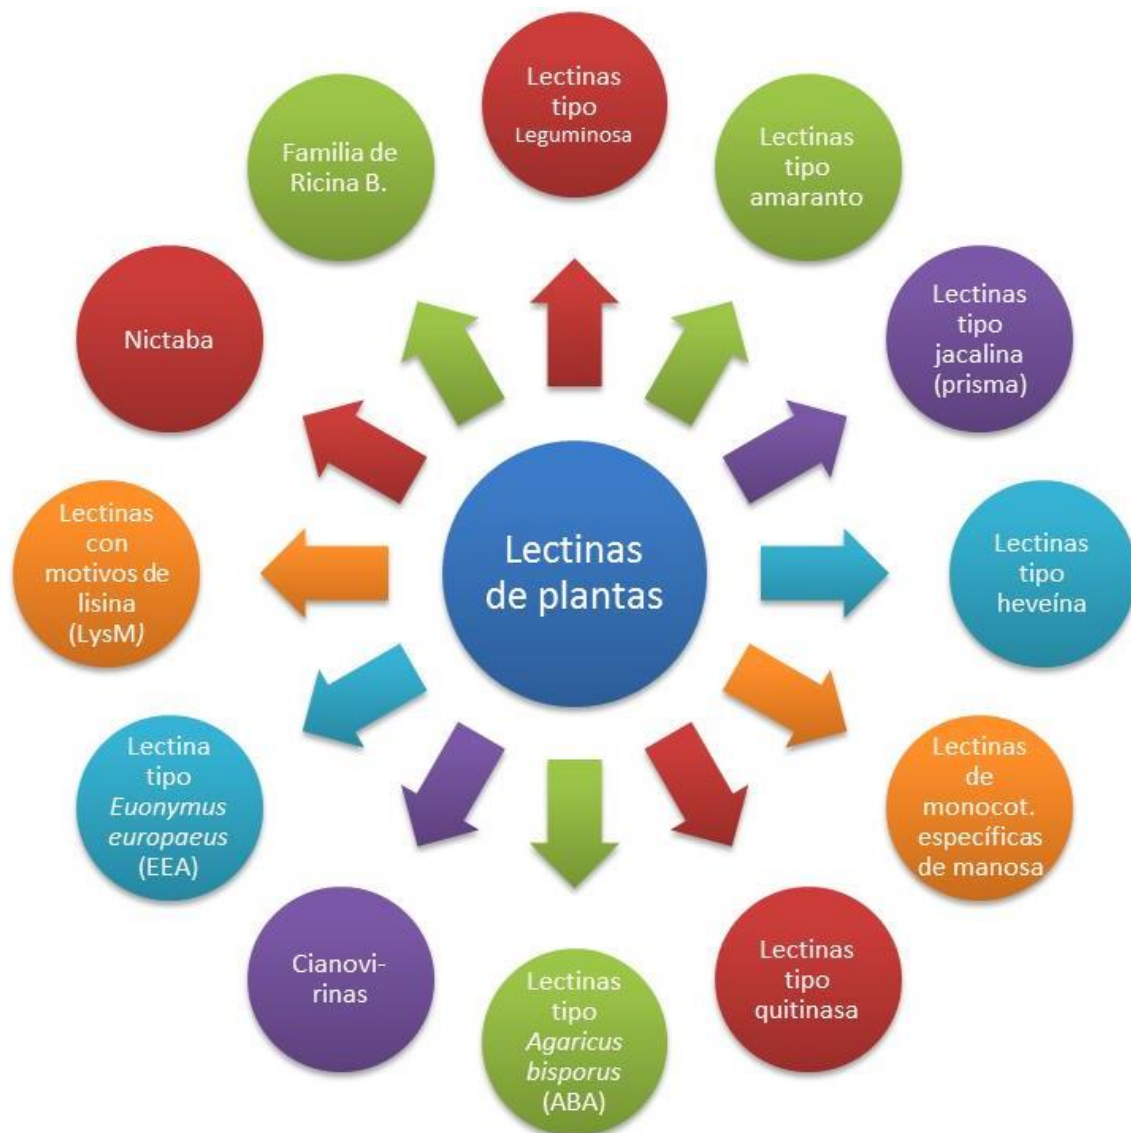 Lectinas
de plantas
Lectinas
tipo
Leguminosa
Lectinas
tipo
amaranto
Lectinas
tipo
jacalina
(prisma)
Lectinas
tipo
heveína
Lectinas
de
monocot.
específicas
de manosa
Lectinas
tipo
quitinasa
Lectinas
tipo
Agaricus
bisporus
(ABA)
Cianovi-
rinas
Lectina
tipo
Euonymus
europaeus
(EEA)
Lectinas
con
motivos de
lisina
(LysM)
Nictaba
Familia de
Ricina B.